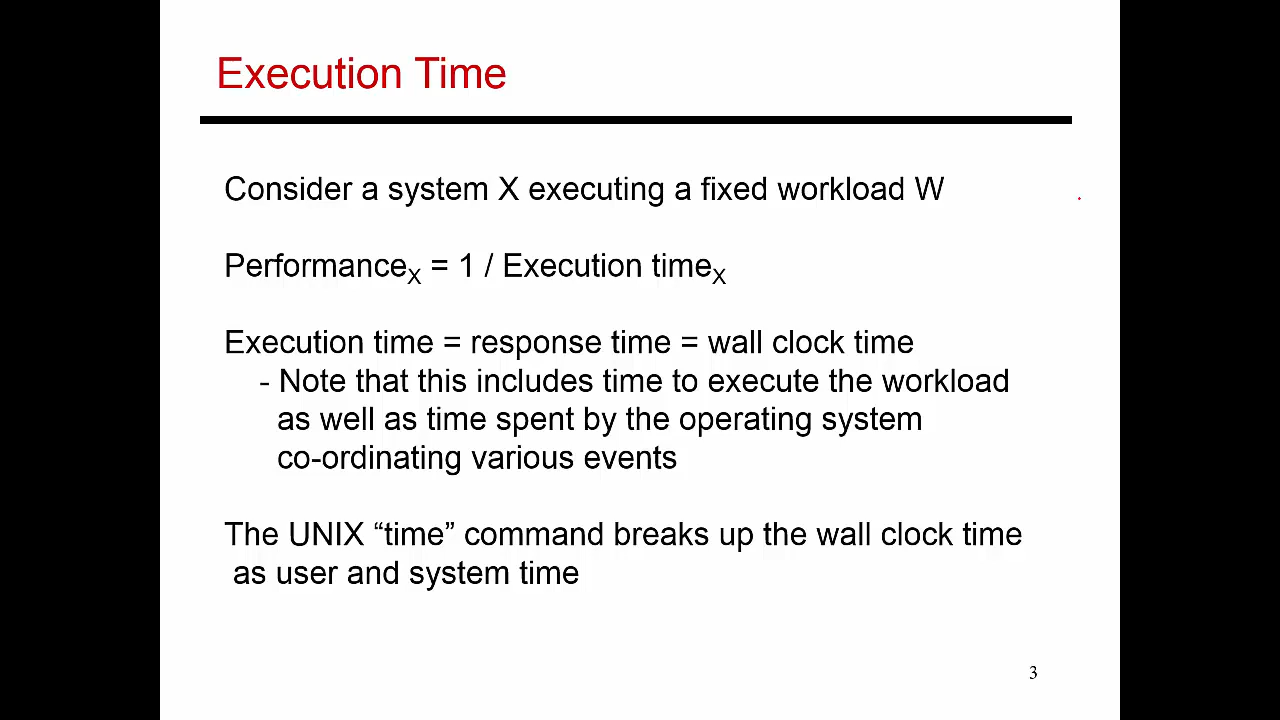 Execution Time
Consider a system X executing a fixed workload W
PerformanceX = 1 / Execution timeX
Execution time = response time = wall clock time
- Note that this includes time to execute the workload
as well as time spent by the operating system
co-ordinating various events
The UNIX “time” command breaks up the wall clock time
as user and system time
3